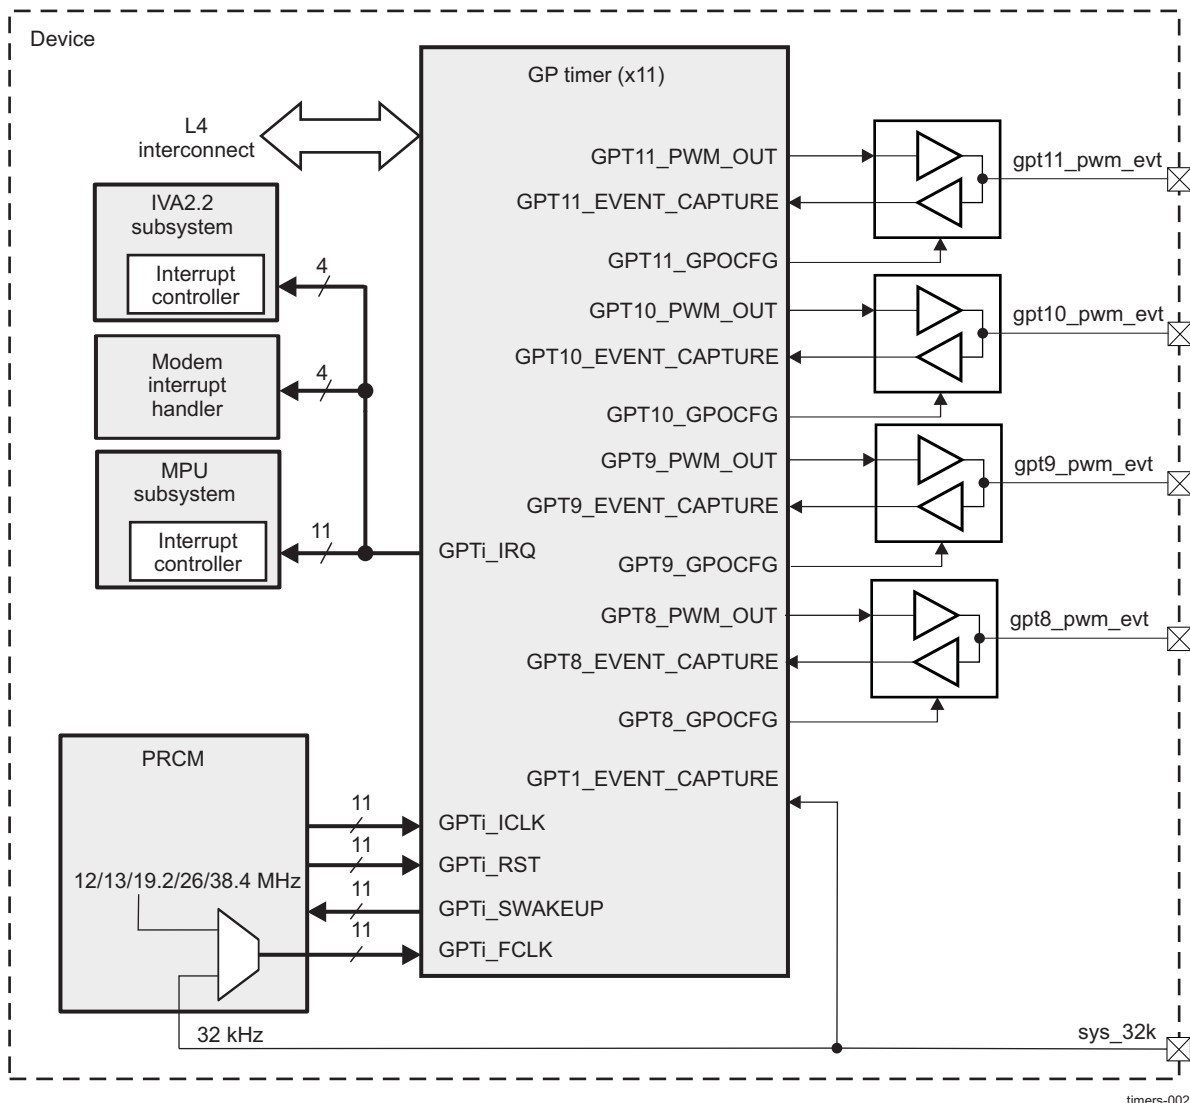 Device
GP timer (x11)
L4
interconnect
IVA2.2
subsystem
Interrupt
controller
4
Modem
interrupt
handler
4
MPU
subsystem
Interrupt
controller
11
GPTi_IRQ
GPT11_PWM_OUT
GPT11_EVENT_CAPTURE
GPT11_GPOCFG
gpt11_pwm_evt
GPT10_PWM_OUT
GPT10_EVENT_CAPTURE
GPT10_GPOCFG
gpt10_pwm_evt
GPT9_PWM_OUT
GPT9_EVENT_CAPTURE
GPT9_GPOCFG
gpt9_pwm_evt
GPT8_PWM_OUT
GPT8_EVENT_CAPTURE
GPT8_GPOCFG
gpt8_pwm_evt
GPT1_EVENT_CAPTURE
PRCM
12/13/19.2/26/38.4 MHz
11
GPTi_ICLK
11
GPTi_RST
11
GPTi_SWAKEUP
11
GPTi_FCLK
32 kHz
sys_32k
timers-002